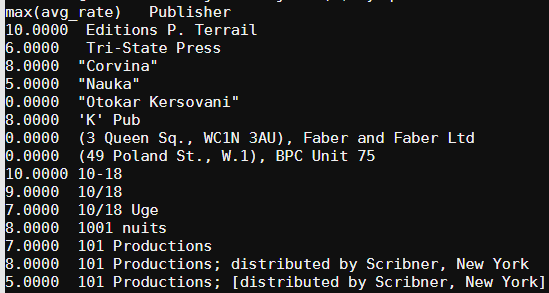 max(avg_rate) Publisher
10.0000 Editions P. Terrail
6.0000 Tri-State Press
8.0000 "Corvina"
5.0000 "Nauka"
0.0000 "Otokar Kersovani"
8.0000 'K' Pub
0.0000 (3 Queen Sq., WC1N 3AU), Faber and Faber Ltd
0.0000 (49 Poland St., W.1), BPC Unit 75
10.0000 10-18
9.0000 10/18
7.0000 10/18 Uge
8.0000 1001 nuits
7.0000 101 Productions
8.0000 101 Productions; distributed by Scribner, New York
5.0000 101 Productions; [distributed by Scribner, New York]